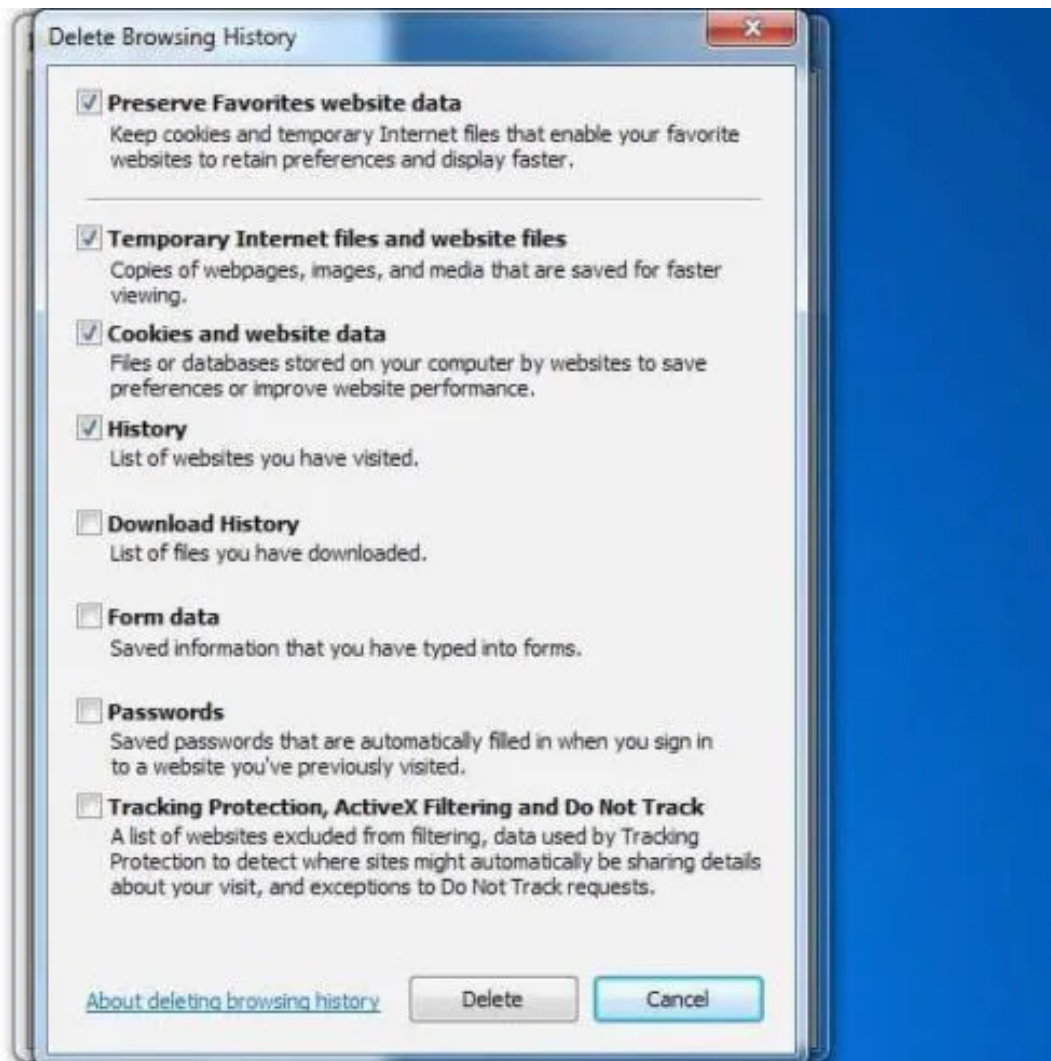 Delete Browsing History
Preserve Favorites website data
Keep cookies and temporary Internet files that enable your favorite
websites to retain preferences and display faster.
Temporary Internet files and website files
Copies of webpages, images, and media that are saved for faster
viewing.
Cookies and website data
Files or databases stored on your computer by websites to save
preferences or improve website performance.
History
List of websites you have visited.
Download History
List of files you have downloaded.
Form data
Saved information that you have typed into forms.
Passwords
Saved passwords that are automatically filled in when you sign in
to a website you've previously visited.
Tracking Protection, ActiveX Filtering and Do Not Track
A list of websites excluded from filtering, data used by Tracking
Protection to detect where sites might automatically be sharing details
about your visit, and exceptions to Do Not Track requests.
About deleting browsing history
Delete
Cancel